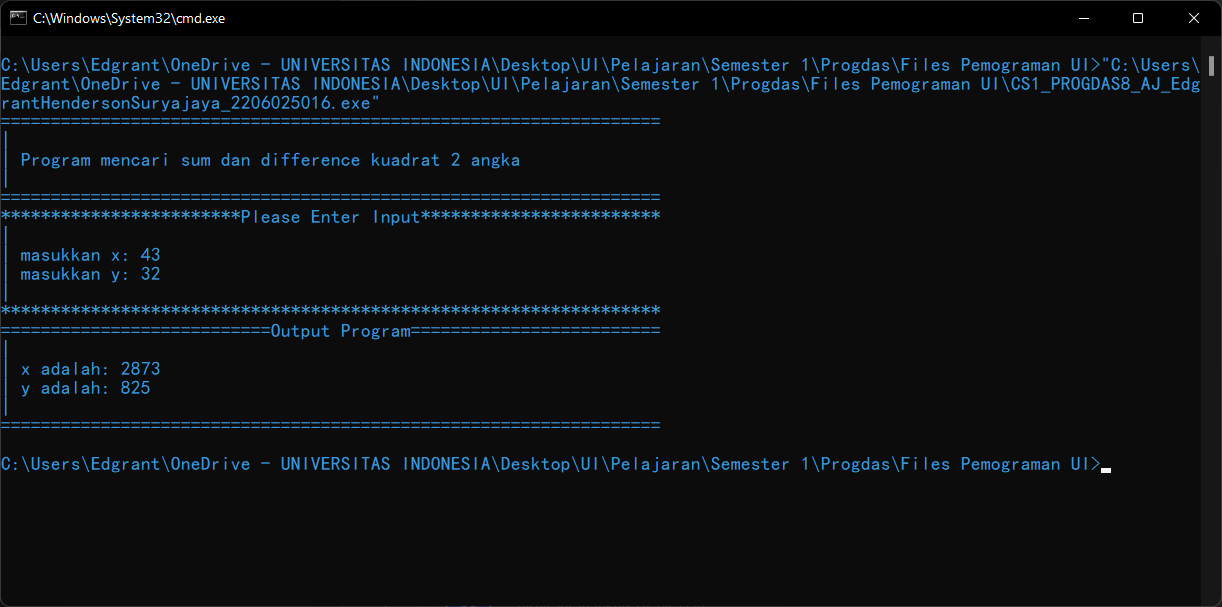 C:\Windows\System32\cmd.exe
C:\Users\Edgrant\OneDrive - UNIVERSITAS INDONESIA\Desktop\UI\Pelajaran\Semester 1\Progdas\Files Pemograman UI>"C:\Users\
Edgrant\OneDrive - UNIVERSITAS INDONESIA\Desktop\UI\Pelajaran\Semester 1\Progdas\Files Pemograman UI\CS1_PROGDAS8_AJ_Edg
rantHendersonSuryajaya_2206025016.exe"
==================================================================
|
| Program mencari sum dan difference kuadrat 2 angka
|
==================================================================
************************Please Enter Input************************
|
| masukkan x: 43
| masukkan y: 32
|
******************************************************************
===========================Output Program=========================
|
| x adalah: 2873
| y adalah: 825
|
==================================================================
C:\Users\Edgrant\OneDrive - UNIVERSITAS INDONESIA\Desktop\UI\Pelajaran\Semester 1\Progdas\Files Pemograman UI>